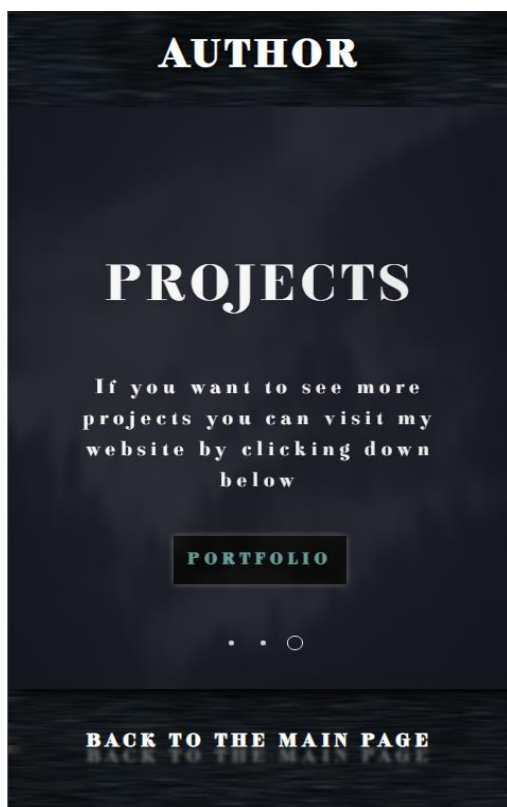 AUTHOR
PROJECTS
If you want to see more
projects you can visit my
website by clicking down
below
PORTFOLIO
BACK TO THE MAIN PAGE